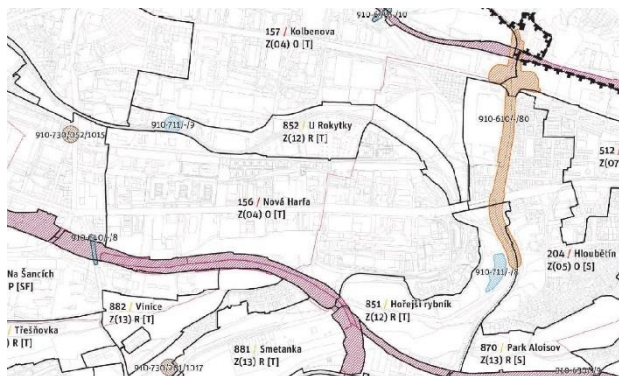 157 / Kolbenova
Z(04) O [T]
910-711/-/9
852 / U Rokytky
Z(12) R [T]
910-610/-/80
910-730/052/1015
512 /
Z(07
156 / Nová Harfa
Z(04) O [T]
910-610/-/8
204 / Hloubětín
Z(05) O [S]
Na Šancích
P [SF]
910-711/-/8
882 / Vinice
Z(13) R [T]
851 / Hořejší rybník
Z(12) R [T]
/ Třešňovka
) R [T]
881 / Smetanka
Z(13) R [T]
870 / Park Aloisov
Z(13) R [S]